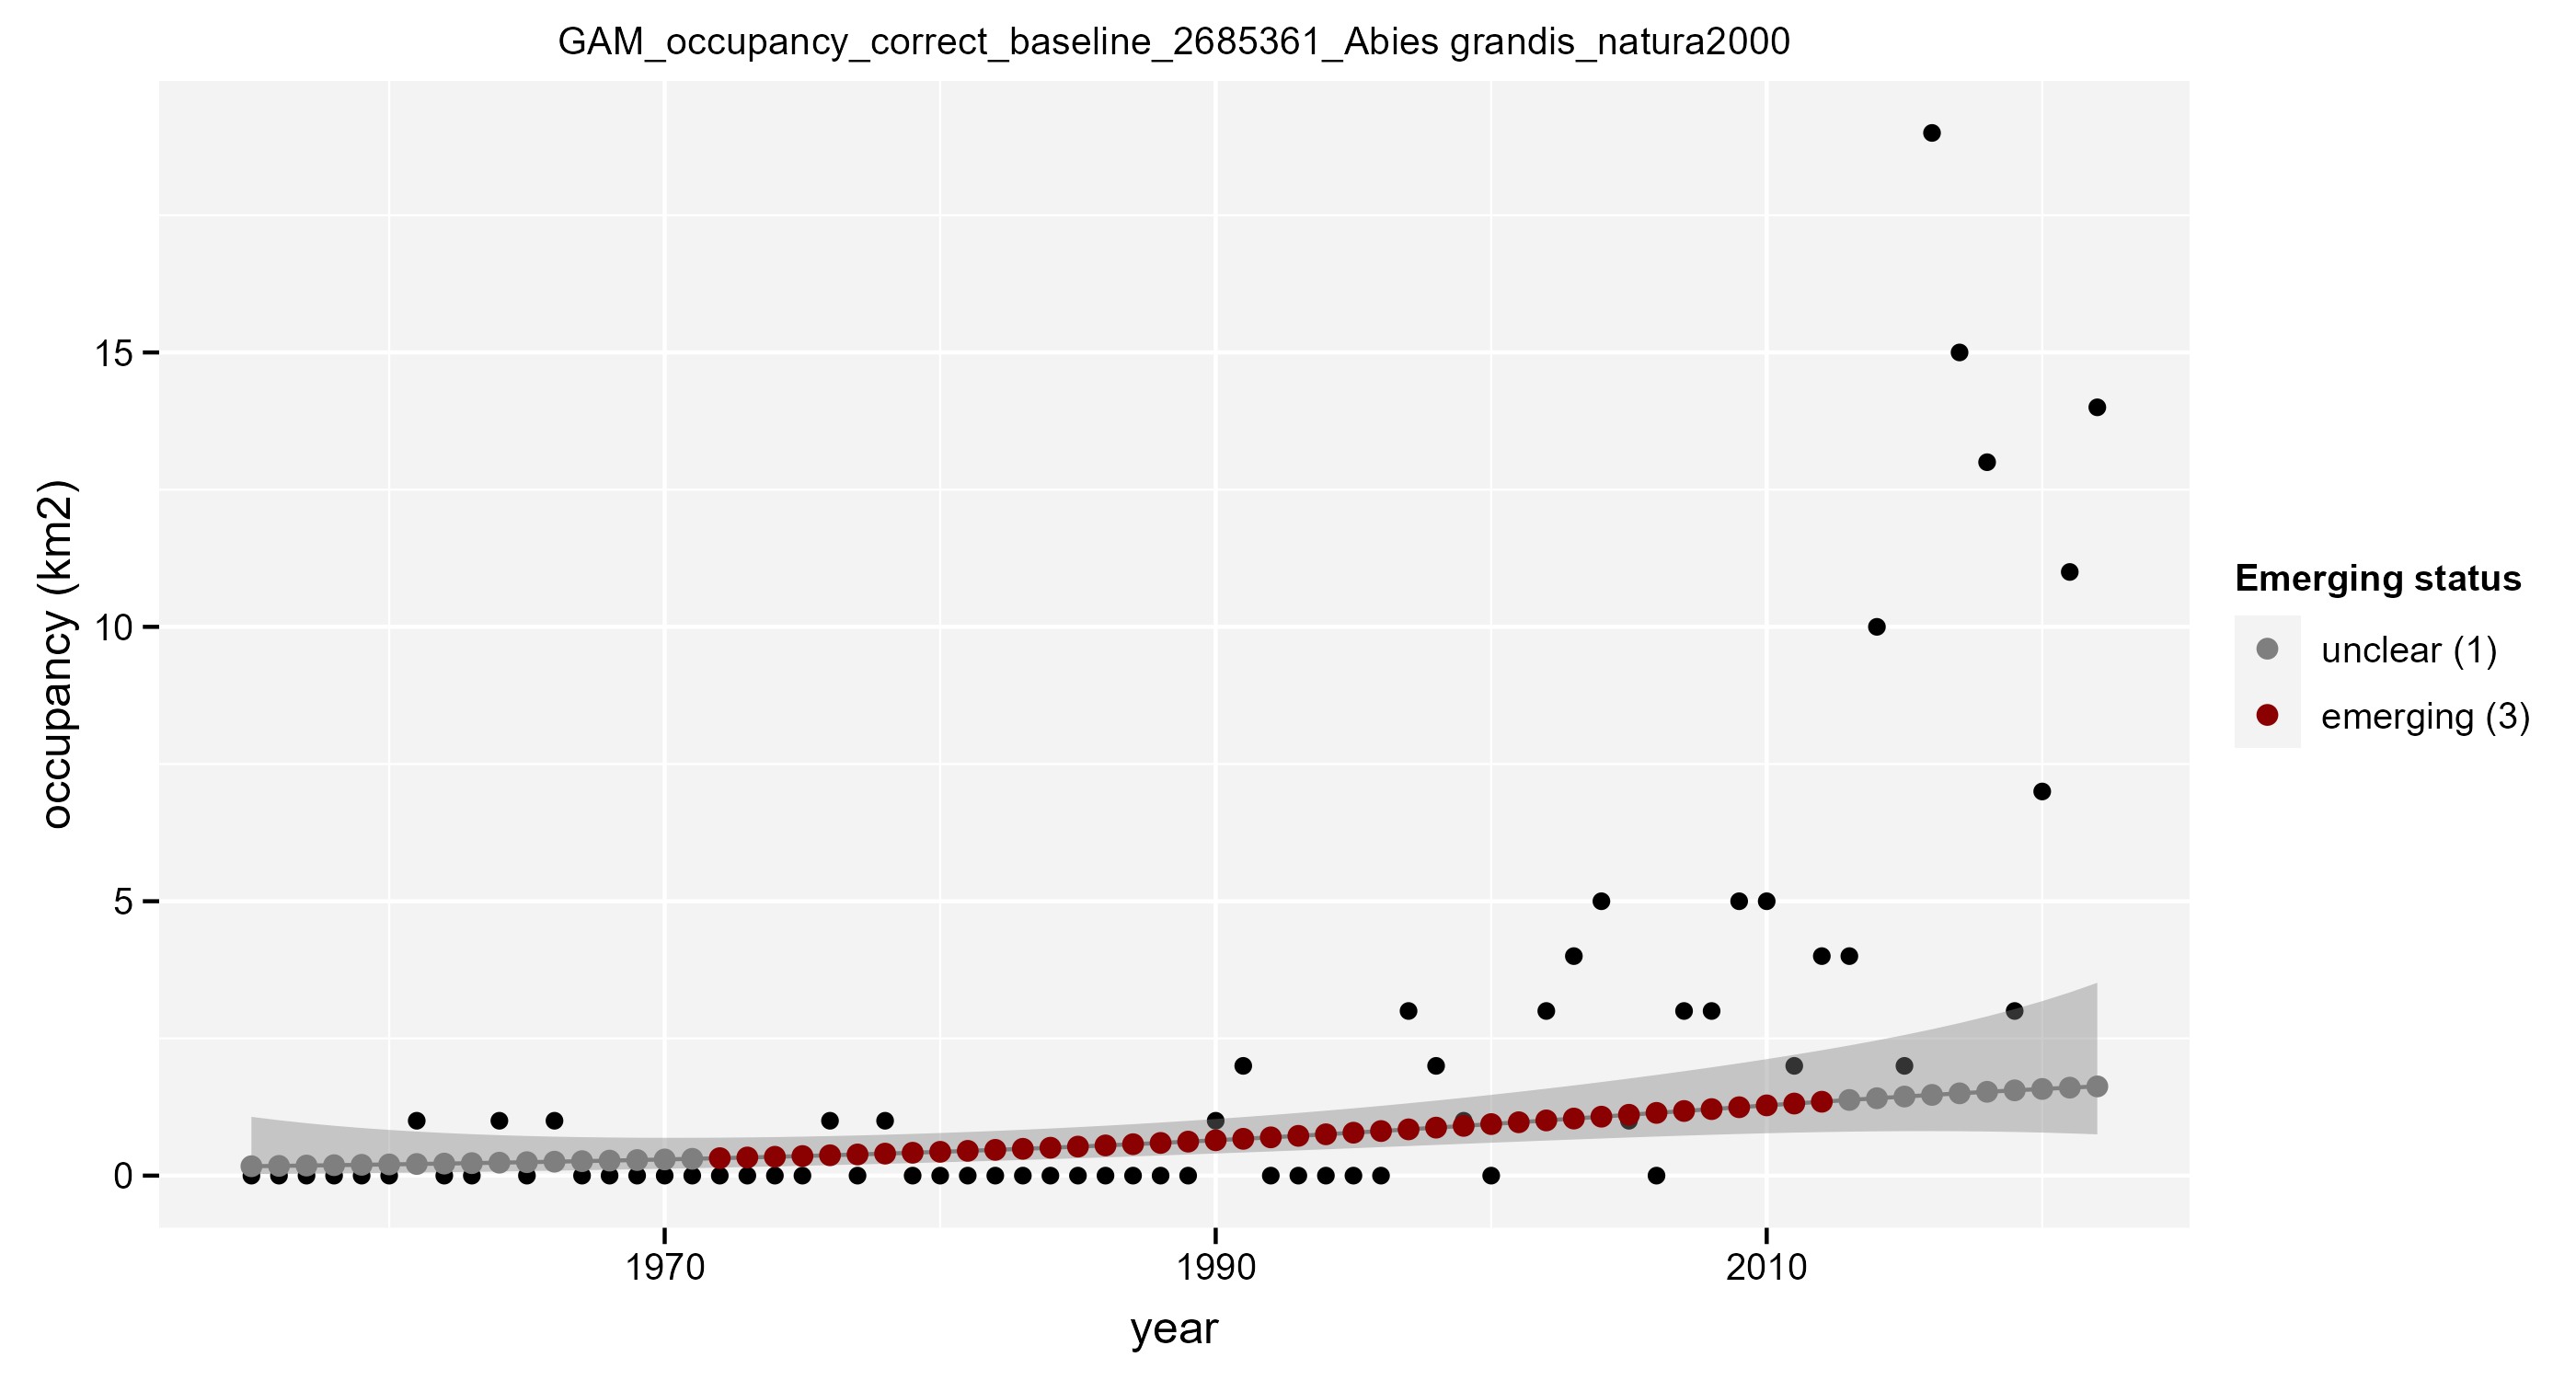 GAM_occupancy_correct_baseline_2685361_Abies grandis_natura2000
occupancy (km2)
15
10
5
0
1970
1990
2010
year
Emerging status
unclear (1)
emerging (3)